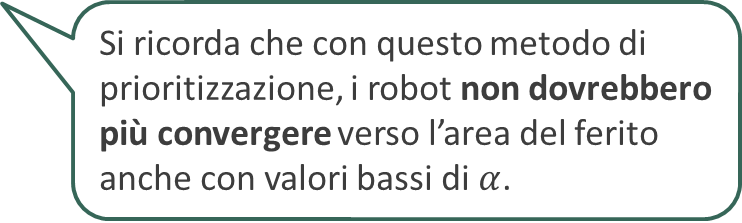 Si ricorda che con questo metodo di
prioritizzazione, i robot non dovrebbero
più convergere verso l’area del ferito
anche con valori bassi di 𝛼.